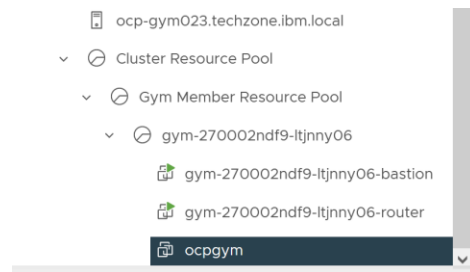 ocp-gym023.techzone.ibm.local
Cluster Resource Pool
Gym Member Resource Pool
gym-270002ndf9-ltjnny06
gym-270002ndf9-ltjnny06-bastion
gym-270002ndf9-ltjnny06-router
ocpgym